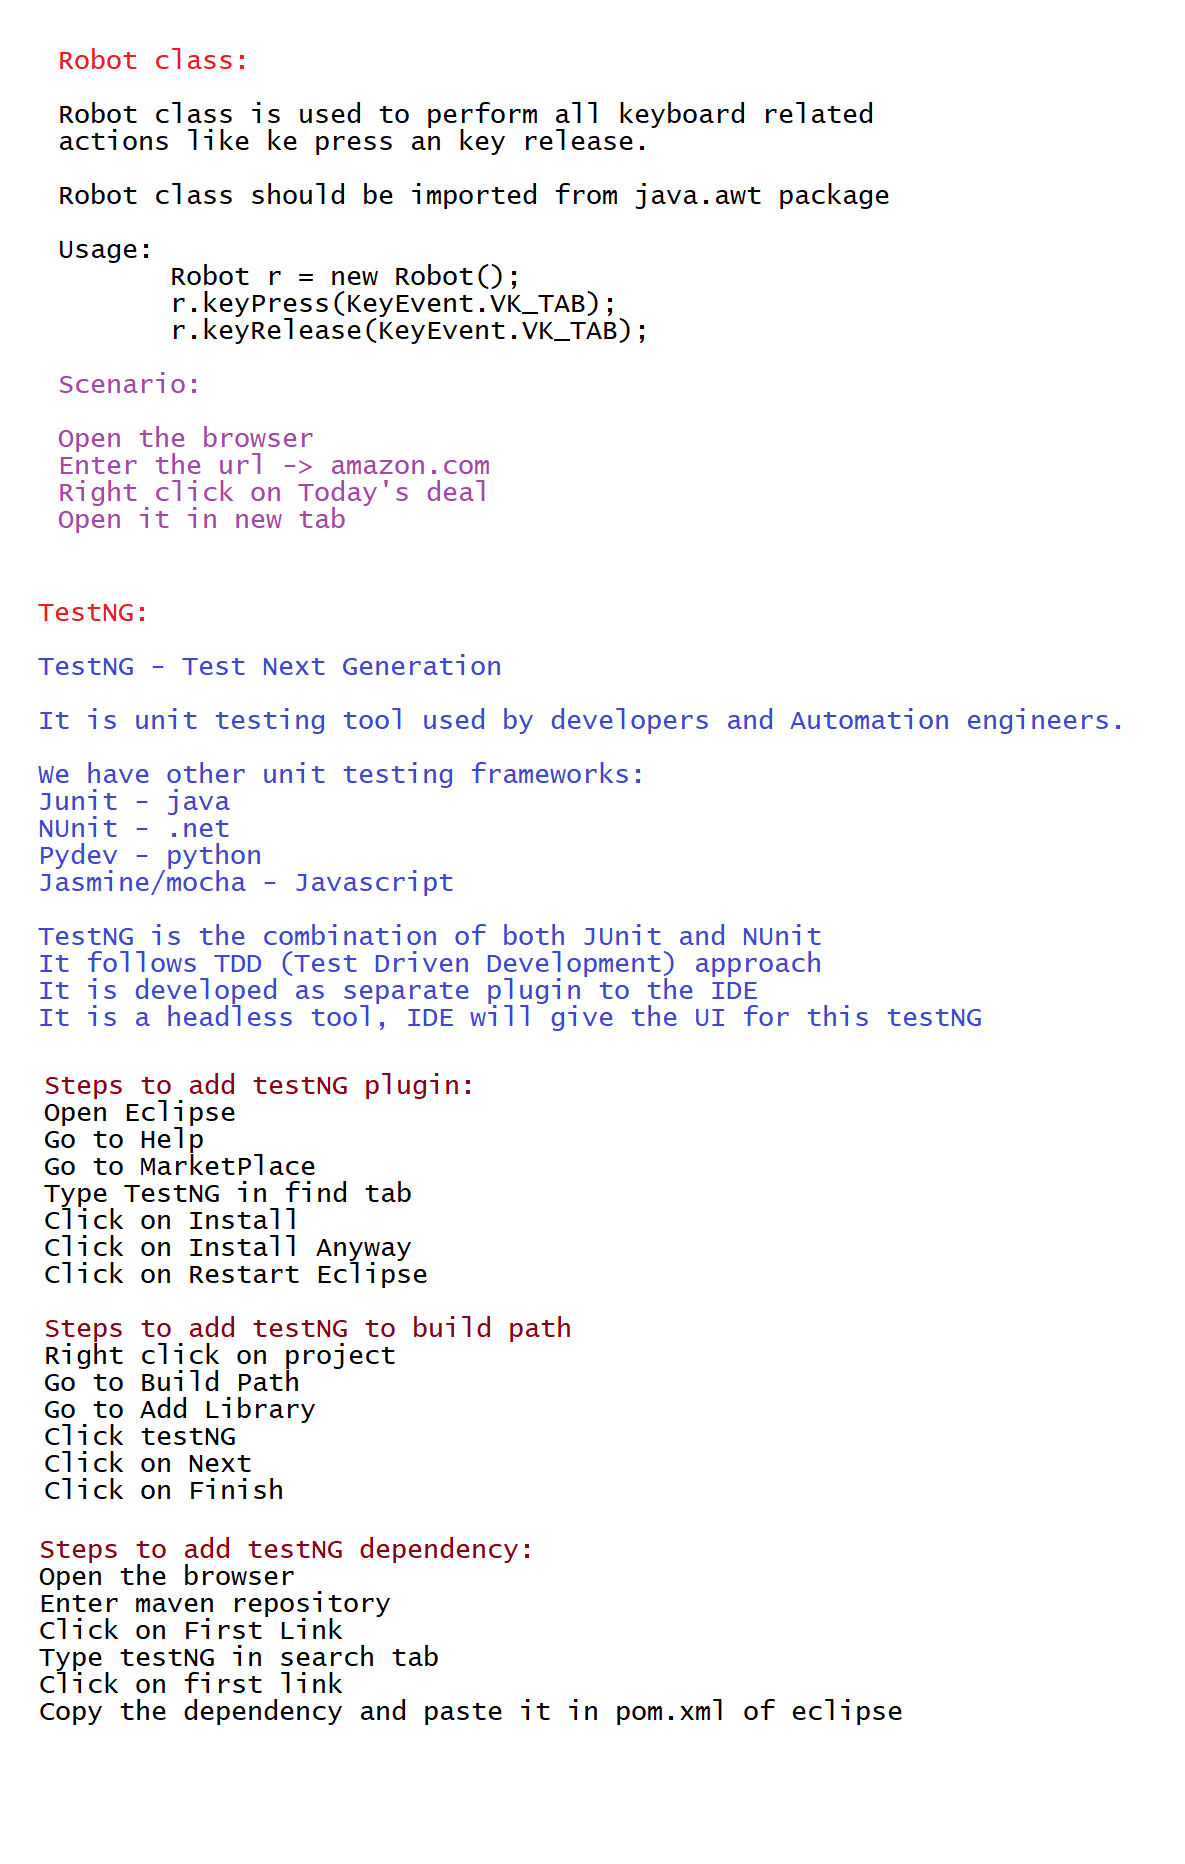 Robot class:
Robot class is used to perform all keyboard related
actions like ke press an key release.
Robot class should be imported from java.awt package
Usage:
Robot r = new Robot();
r.keyPress(KeyEvent.VK_TAB);
r.keyRelease(KeyEvent.VK_TAB);
Scenario:
Open the browser
Enter the url -> amazon.com
Right click on Today's deal
Open it in new tab
TestNG:
TestNG - Test Next Generation
It is unit testing tool used by developers and Automation engineers.
We have other unit testing frameworks:
Junit - java
NUnit - .net
Pydev - python
Jasmine/mocha - Javascript
TestNG is the combination of both JUnit and NUnit
It follows TDD (Test Driven Development) approach
It is developed as separate plugin to the IDE
It is a headless tool, IDE will give the UI for this testNG
Steps to add testNG plugin:
Open Eclipse
Go to Help
Go to MarketPlace
Type TestNG in find tab
Click on Install
Click on Install Anyway
Click on Restart Eclipse
Steps to add testNG to build path
Right click on project
Go to Build Path
Go to Add Library
Click testNG
Click on Next
Click on Finish
Steps to add testNG dependency:
Open the browser
Enter maven repository
Click on First Link
Type testNG in search tab
Click on first link
Copy the dependency and paste it in pom.xml of eclipse